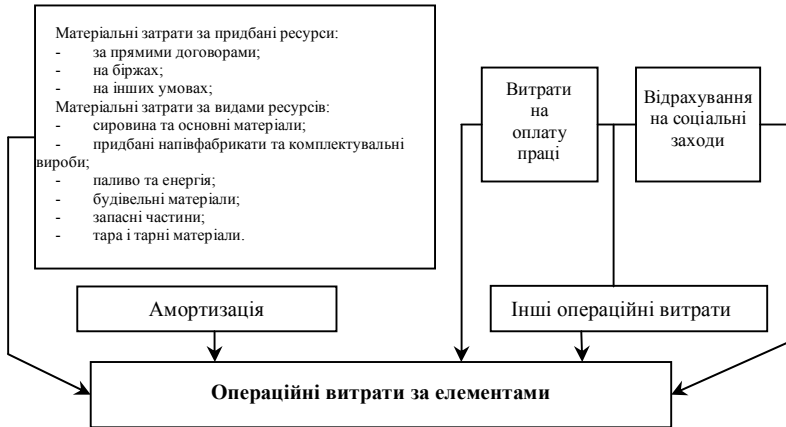 Матеріальні затрати за придбані ресурси:
- за прямими договорами;
- на біржах;
- на інших умовах;
Матеріальні затрати за видами ресурсів:
- сировина та основні матеріали;
- придбані напівфабрикати та комплектувальні
вироби;
- паливо та енергія;
- будівельні матеріали;
- запасні частини;
- тара і тарні матеріали.
Витрати
на
оплату
праці
Відрахування
на соціальні
заходи
Амортизація
Інші операційні витрати
Операційні витрати за елементами